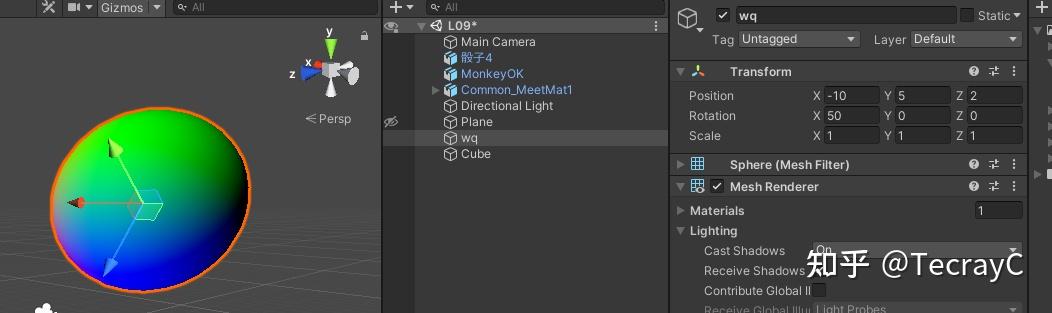 Gizmos
All
y
x
z
Persp
All
L09*
Main Camera
骰子4
MonkeyOK
Common_MeetMat1
Directional Light
Plane
wq
Cube
wq
Static
Tag Untagged Layer Default
Transform
Position X -10 Y 5 Z 2
Rotation X 50 Y 0 Z 0
Scale X 1 Y 1 Z 1
Sphere (Mesh Filter)
Mesh Renderer
Materials 1
Lighting
Cast Shadows On
Receive Shadows
Contribute Global Il
Receive Global Illu Light Probes
知乎 @TecrayC